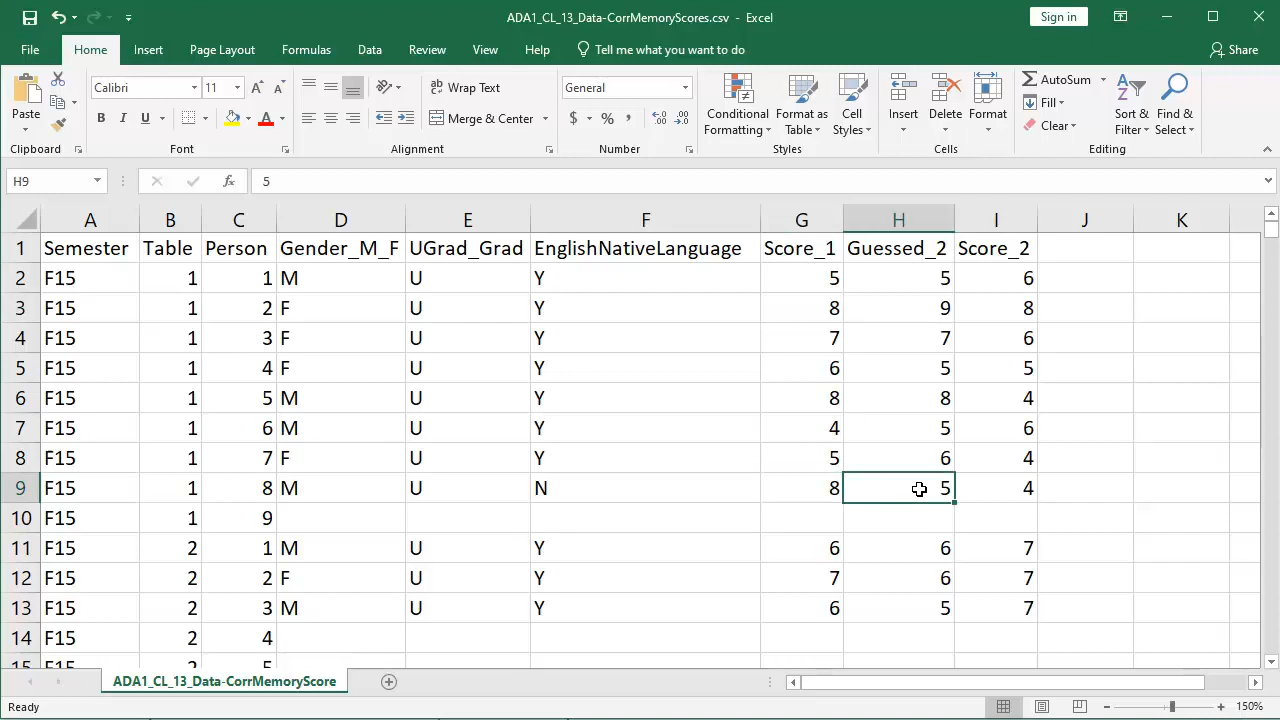 ADA1_CL_13_Data-CorrMemoryScores.csv - Excel
Sign in
File Home Insert Page Layout Formulas Data Review View Help Tell me what you want to do Share
Paste
Calibri 11 A A
B I U A
Wrap Text
Merge & Center
General
$ % ,
Conditional Formatting
Format as Table
Cell Styles
Insert Delete Format
AutoSum
Fill
Clear
Sort & Filter
Find & Select
Clipboard Font Alignment Number Styles Cells Editing
H9 fx 5
A B C D E F G H I J K
1 Semester Table Person Gender_M_F UGrad_Grad EnglishNativeLanguage Score_1 Guessed_2 Score_2
2 F15 1 1 M U Y 5 5 6
3 F15 1 2 F U Y 8 9 8
4 F15 1 3 F U Y 7 7 6
5 F15 1 4 F U Y 6 5 5
6 F15 1 5 M U Y 8 8 4
7 F15 1 6 M U Y 4 5 6
8 F15 1 7 F U Y 5 6 4
9 F15 1 8 M U N 8 5 4
10 F15 1 9
11 F15 2 1 M U Y 6 6 7
12 F15 2 2 F U Y 7 6 7
13 F15 2 3 M U Y 6 5 7
14 F15 2 4
15 F15 2 5
ADA1_CL_13_Data-CorrMemoryScore
Ready
150%